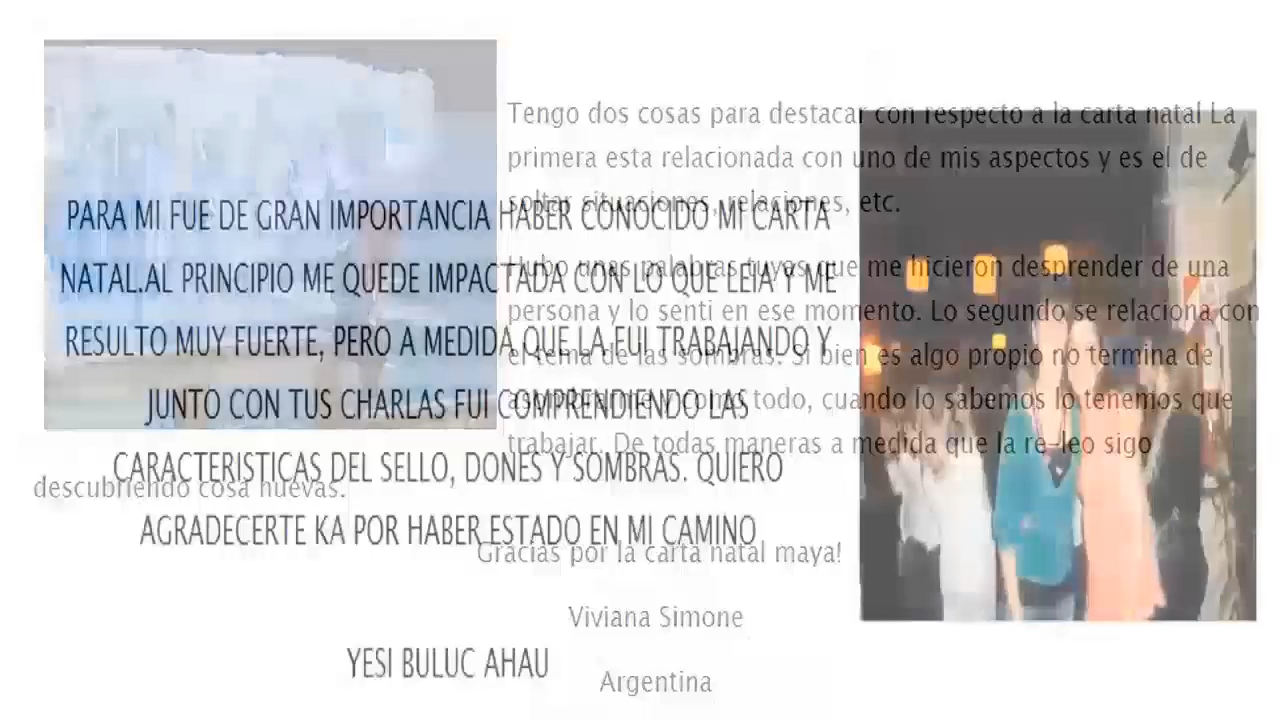 PARA MI FUE DE GRAN IMPORTANCIA HABER CONOCIDO MI CARTA
NATAL.AL PRINCIPIO ME QUEDE IMPACTADA CON LO QUE LEIA Y ME
RESULTO MUY FUERTE, PERO A MEDIDA QUE LA FUI TRABAJANDO Y
JUNTO CON TUS CHARLAS FUI COMPRENDIENDO LAS
CARACTERISTICAS DEL SELLO, DONES Y SOMBRAS. QUIERO
AGRADECERTE KA POR HABER ESTADO EN MI CAMINO
YESI BULUC AHAU
Tengo dos cosas para destacar con respecto a la carta natal La
primera esta relacionada con uno de mis aspectos y es el de
soltar situaciones, relaciones, etc.
Hubo unas palabras tuyas que me hicieron desprender de una
persona y lo senti en ese momento. Lo segundo se relaciona con
el tema de las sombras. Si bien es algo propio no termina de
y como todo, cuando lo sabemos lo tenemos que
trabajar. De todas maneras a medida que la re-leo sigo
descubriendo cosa nuevas.
Gracias por la carta natal maya!
Viviana Simone
Argentina